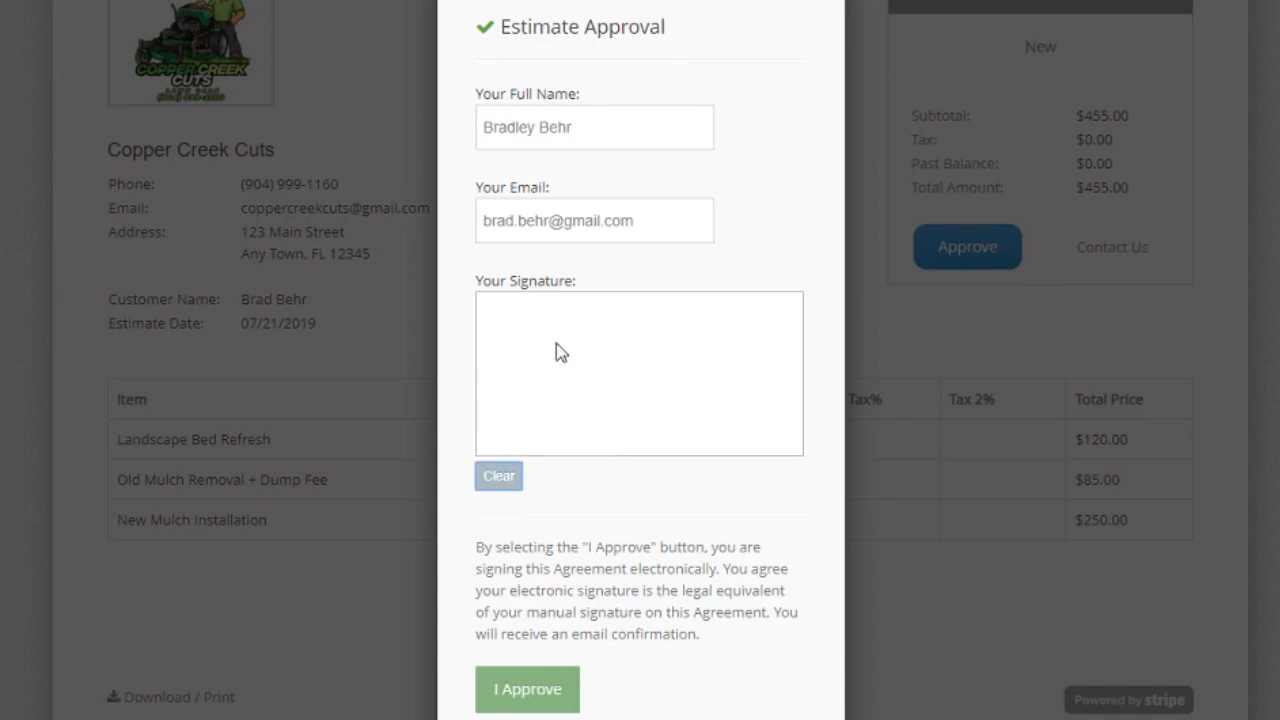 COPPER CREEK
CUTS
LAWN CARE
Copper Creek Cuts
Phone: (904) 999-1160
Email: coppercreekcuts@gmail.com
Address: 123 Main Street
Any Town, FL 12345
Customer Name: Brad Behr
Estimate Date: 07/21/2019
Estimate Approval
Your Full Name:
Bradley Behr
Your Email:
brad.behr@gmail.com
Your Signature:
Clear
By selecting the "I Approve" button, you are
signing this Agreement electronically. You agree
your electronic signature is the legal equivalent
of your manual signature on this Agreement. You
will receive an email confirmation.
I Approve
New
Subtotal: $455.00
Tax: $0.00
Past Balance: $0.00
Total Amount: $455.00
Approve Contact Us
Item Tax% Tax 2% Total Price
Landscape Bed Refresh $120.00
Old Mulch Removal + Dump Fee $85.00
New Mulch Installation $250.00
Download / Print
Powered by stripe